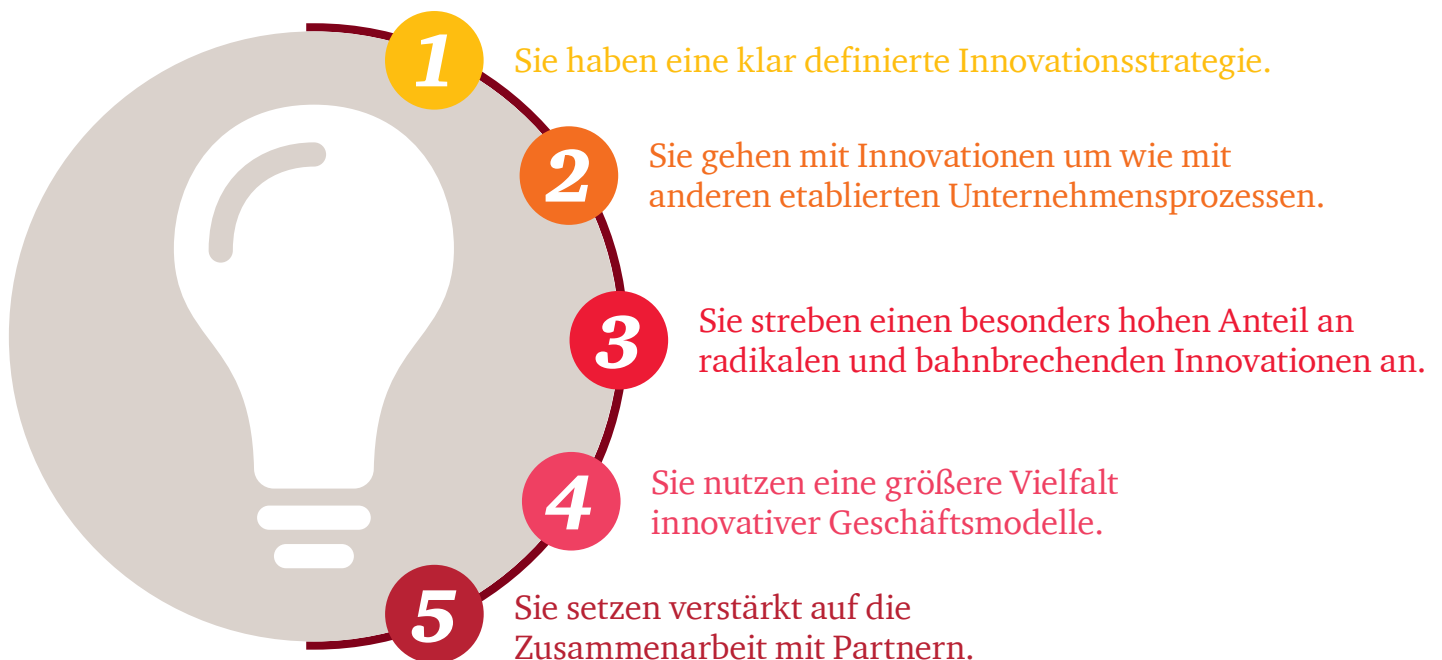 1
Sie haben eine klar definierte Innovationsstrategie.
2
Sie gehen mit Innovationen um wie mit
anderen etablierten Unternehmensprozessen.
3
Sie streben einen besonders hohen Anteil an
radikalen und bahnbrechenden Innovationen an.
4
Sie nutzen eine größere Vielfalt
innovativer Geschäftsmodelle.
5
Sie setzen verstärkt auf die
Zusammenarbeit mit Partnern.